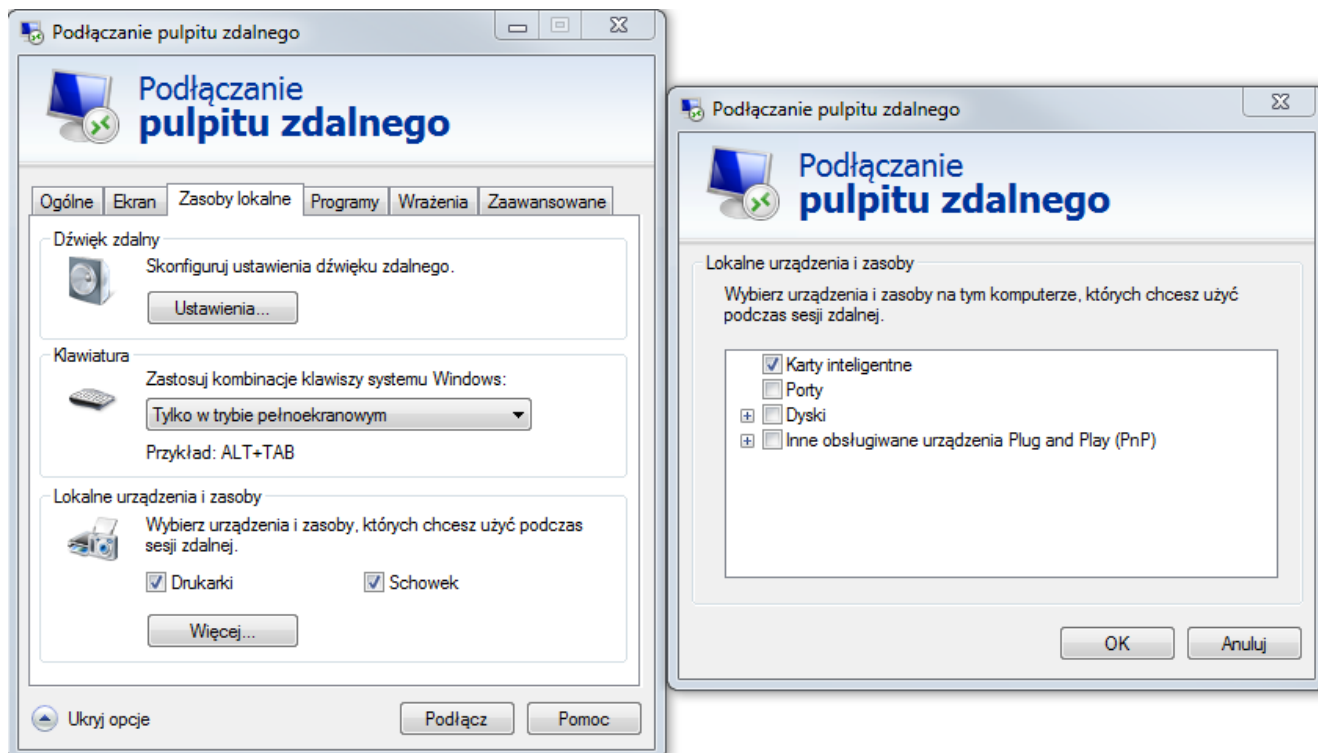 Podłączanie pulpitu zdalnego
Podłączanie
pulpitu zdalnego
Ogólne Ekran Zasoby lokalne Programy Wrażenia Zaawansowane
Dźwięk zdalny
Skonfiguruj ustawienia dźwięku zdalnego.
Ustawienia...
Klawiatura
Zastosuj kombinacje klawiszy systemu Windows:
Tylko w trybie pełnoekranowym
Przykład: ALT+TAB
Lokalne urządzenia i zasoby
Wybierz urządzenia i zasoby, których chcesz użyć podczas
sesji zdalnej.
Drukarki Schowek
Więcej...
Ukryj opcje Podłącz Pomoc
Podłączanie pulpitu zdalnego
Podłączanie
pulpitu zdalnego
Lokalne urządzenia i zasoby
Wybierz urządzenia i zasoby na tym komputerze, których chcesz użyć
podczas sesji zdalnej.
Karty inteligentne
Porty
Dyski
Inne obsługiwane urządzenia Plug and Play (PnP)
OK Anuluj